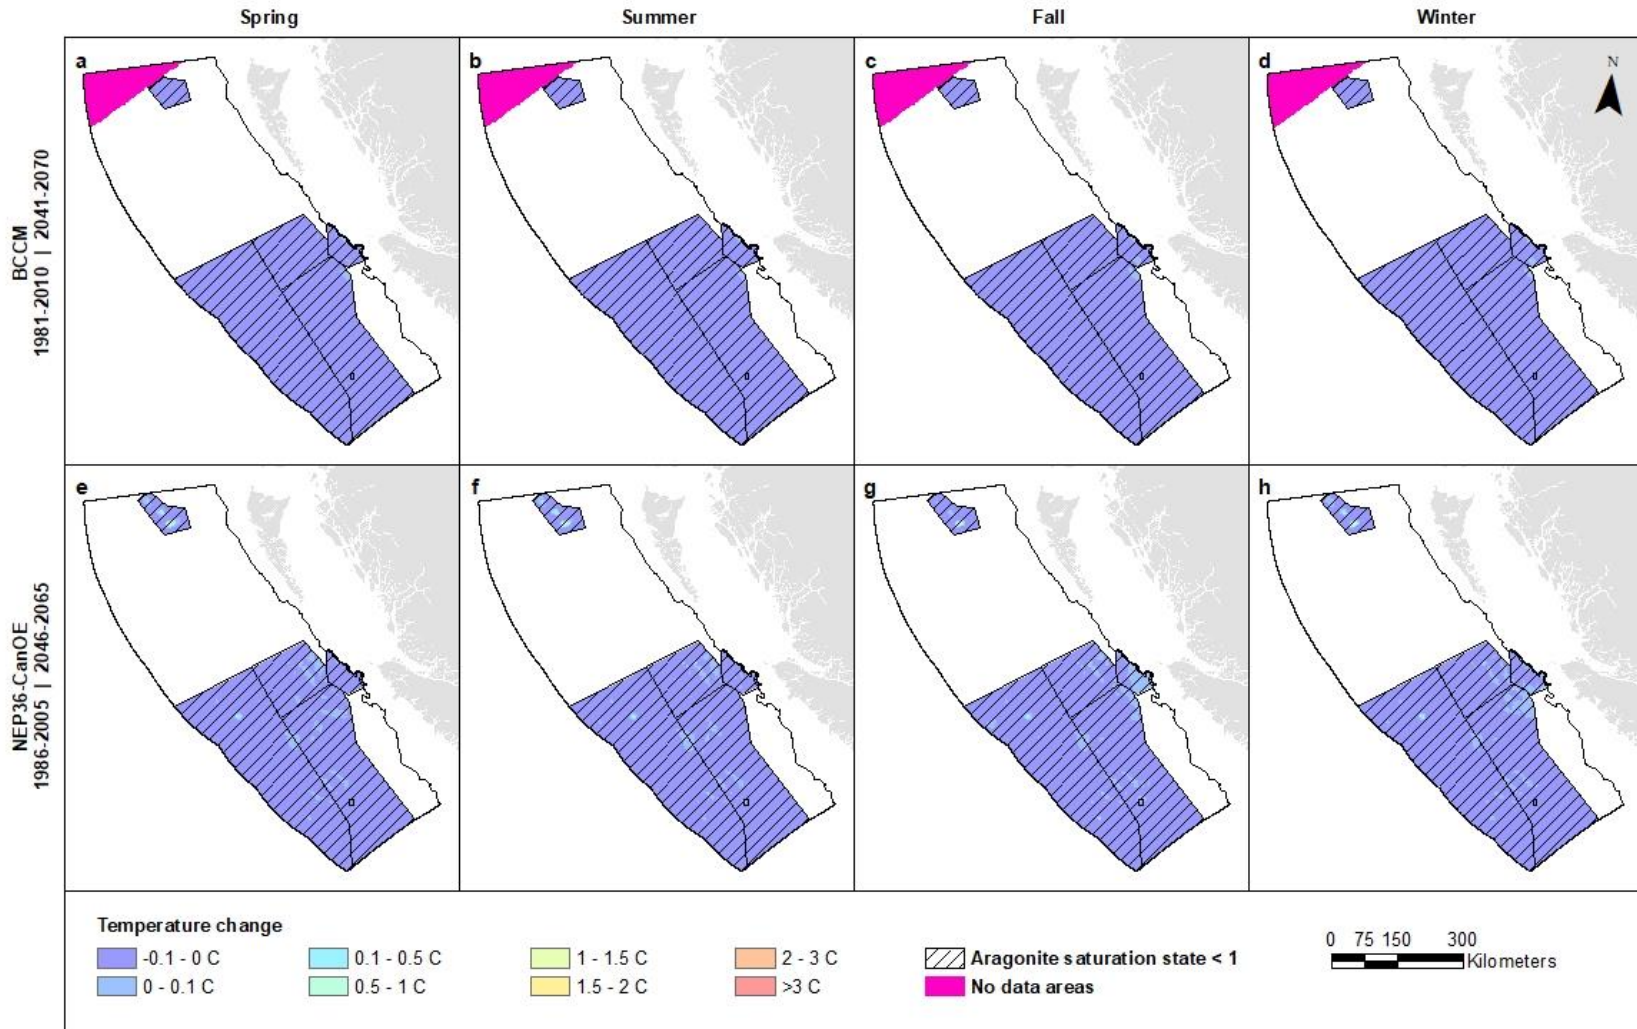 Spring Summer Fall Winter
a b c d
N
BCCM
1981-2010 | 2041-2070
e f g h
NEP36-CanOE
1986-2005 | 2046-2065
Temperature change
-0.1 - 0 C 0.1 - 0.5 C 1 - 1.5 C 2 - 3 C Aragonite saturation state < 1
0 - 0.1 C 0.5 - 1 C 1.5 - 2 C >3 C No data areas
0 75 150 300
Kilometers